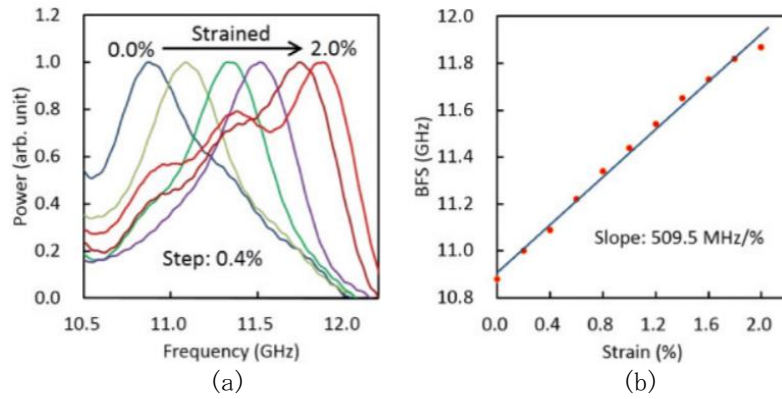 Strained
0.0% 2.0%
1.0
0.8
0.6
0.4
0.2
0.0
Power (arb. unit)
Step: 0.4%
10.5 11.0 11.5 12.0
Frequency (GHz)
(a)
12.0
11.8
11.6
11.4
11.2
11.0
10.8
BFS (GHz)
Slope: 509.5 MHz/%
0.0 0.4 0.8 1.2 1.6 2.0
Strain (%)
(b)